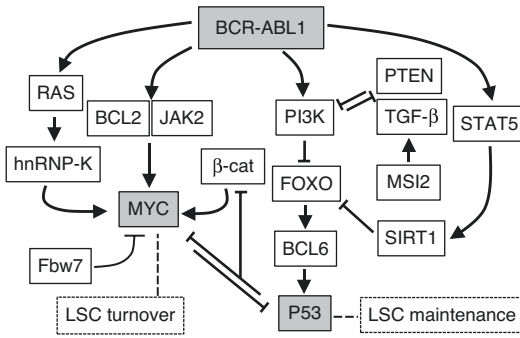 BCR-ABL1
PTEN
RAS
BCL2
JAK2
PI3K
TGF-β
STAT5
hnRNP-K
β-cat
FOXO
MSI2
MYC
BCL6
SIRT1
Fbw7
LSC turnover
P53
LSC maintenance